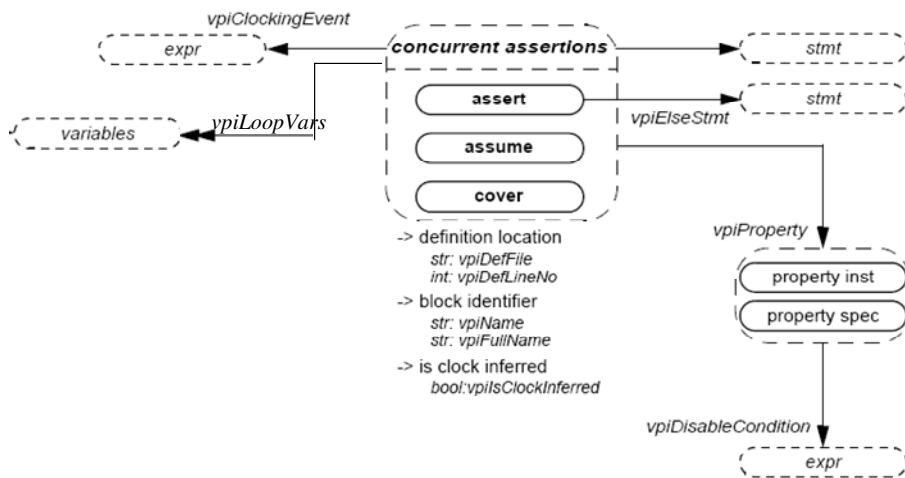 vpiClockingEvent
expr
concurrent assertions
stmt
assert
stmt
vpiElseStmt
variables
vpiLoopVars
assume
cover
vpiProperty
-> definition location
str: vpiDefFile
int: vpiDefLineNo
property inst
-> block identifier
str: vpiName
str: vpiFullName
property spec
-> is clock inferred
bool:vpiIsClockInferred
vpiDisableCondition
expr